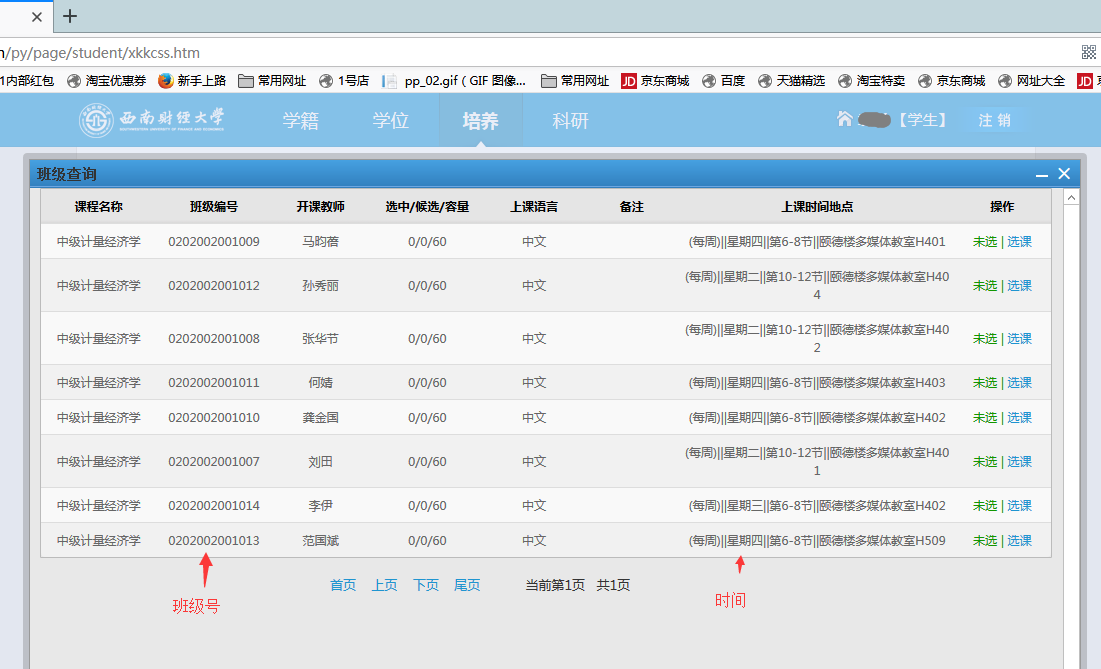 n/py/page/student/xkkcss.htm
1内部红包 淘宝优惠券 新手上路 常用网址 1号店 pp_02.gif ( GIF 图像... 常用网址 JD 京东商城 百度 天猫精选 淘宝特卖 京东商城 网址大全 JD
西南财经大学 学籍 学位 培养 科研 【学生】 注 销
SOUTHWESTERN UNIVERSITY OF FINANCE AND ECONOMICS
班级查询
课程名称 班级编号 开课教师 选中/候选/容量 上课语言 备注 上课时间地点 操作
中级计量经济学 0202002001009 马昀蓓 0/0/60 中文 (每周)||星期四||第6-8节||颐德楼多媒体教室H401 未选 | 选课
中级计量经济学 0202002001012 孙秀丽 0/0/60 中文 (每周)||星期二||第10-12节||颐德楼多媒体教室H40
4 未选 | 选课
中级计量经济学 0202002001008 张华节 0/0/60 中文 (每周)||星期二||第10-12节||颐德楼多媒体教室H40
2 未选 | 选课
中级计量经济学 0202002001011 何婧 0/0/60 中文 (每周)||星期四||第6-8节||颐德楼多媒体教室H403 未选 | 选课
中级计量经济学 0202002001010 龚金国 0/0/60 中文 (每周)||星期四||第6-8节||颐德楼多媒体教室H402 未选 | 选课
中级计量经济学 0202002001007 刘田 0/0/60 中文 (每周)||星期二||第10-12节||颐德楼多媒体教室H40
1 未选 | 选课
中级计量经济学 0202002001014 李伊 0/0/60 中文 (每周)||星期三||第6-8节||颐德楼多媒体教室H402 未选 | 选课
中级计量经济学 0202002001013 范国斌 0/0/60 中文 (每周)||星期四||第6-8节||颐德楼多媒体教室H509 未选 | 选课
首页 上页 下页 尾页 当前第1页 共1页
班级号 时间